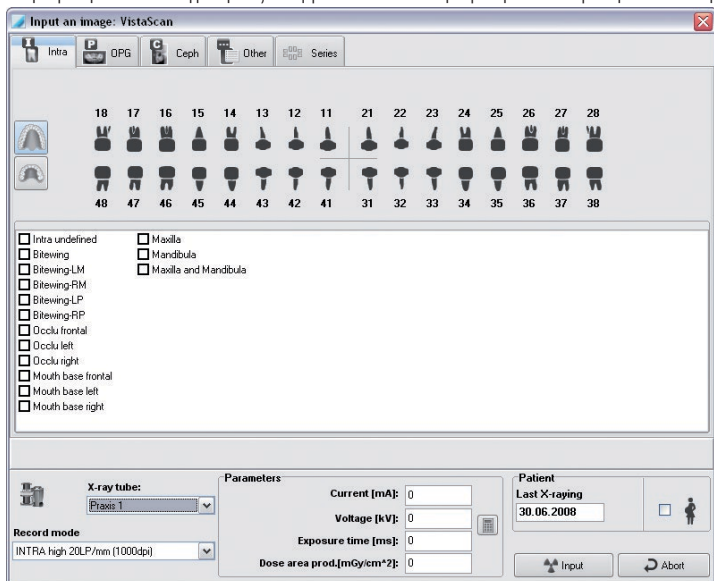 Input an image: VistaScan
I Intra P OPG C Ceph Other Series
18 17 16 15 14 13 12 11 21 22 23 24 25 26 27 28
48 47 46 45 44 43 42 41 31 32 33 34 35 36 37 38
Intra undefined Maxilla
Bitewing Mandibula
Bitewing-LM Maxilla and Mandibula
Bitewing-RM
Bitewing-LP
Bitewing-RP
Occlu frontal
Occlu left
Occlu right
Mouth base frontal
Mouth base left
Mouth base right
X-ray tube:
Praxis 1
Record mode
INTRA high 20LP/mm (1000dpi)
Parameters
Current [mA]: 0
Voltage [kV]: 0
Exposure time [ms]: 0
Dose area prod.[mGy/cm^2]: 0
Patient
Last X-raying
30.06.2008
Input Abort